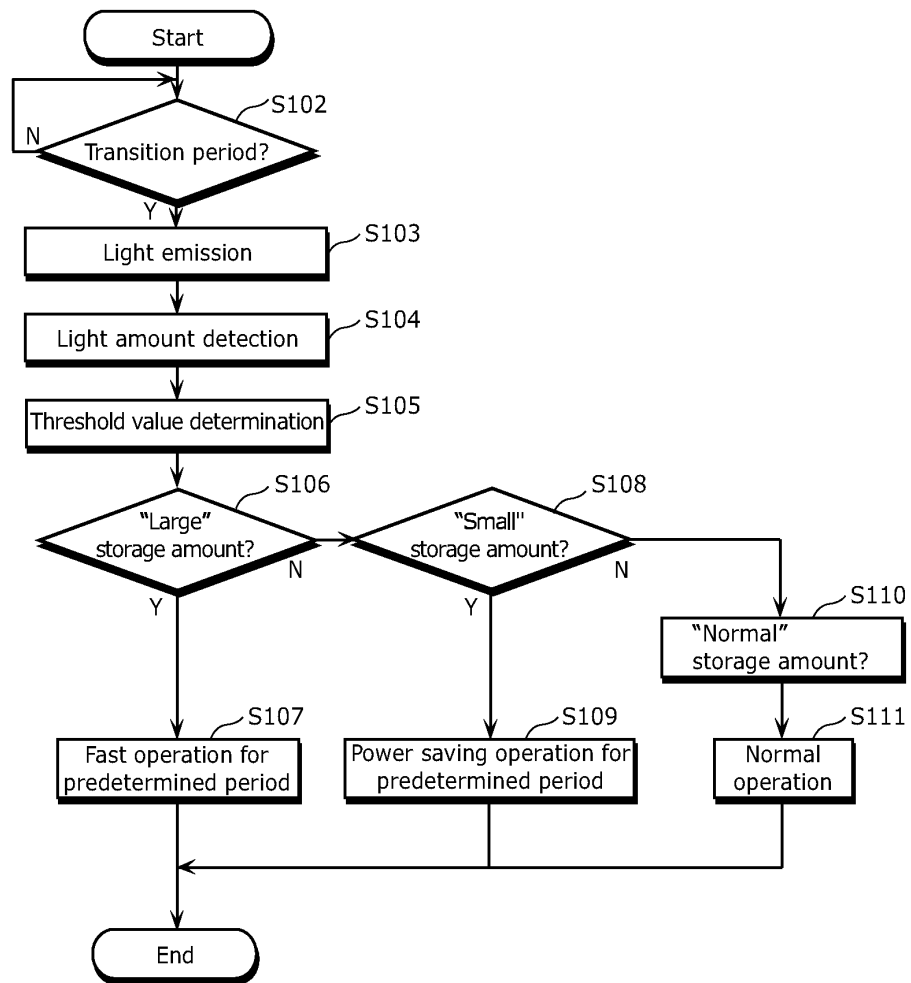 Start
S102
N
Transition period?
Y
S103
Light emission
S104
Light amount detection
S105
Threshold value determination
S106
"Large"
storage amount?
N
Y
S108
"Small"
storage amount?
N
Y
S110
"Normal"
storage amount?
S107
Fast operation for
predetermined period
S109
Power saving operation for
predetermined period
S111
Normal
operation
End